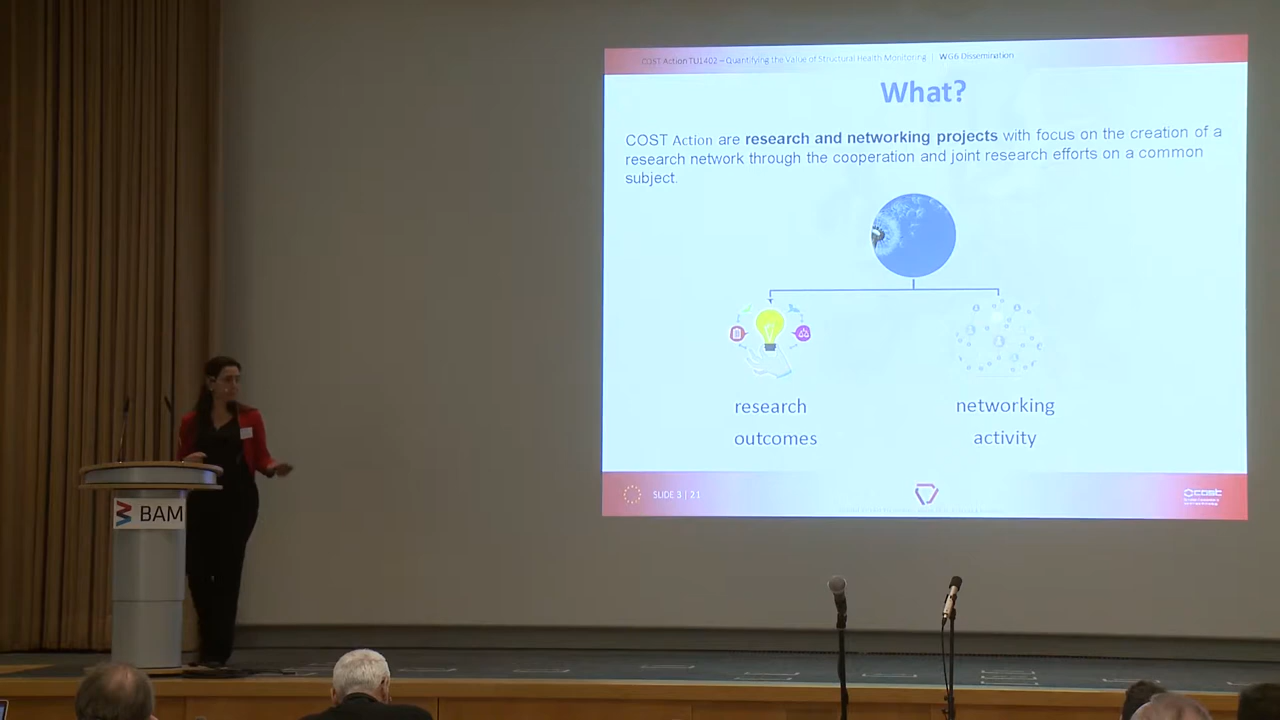 COST Action TU1402 – Quantifying the Value of Structural Health Monitoring | WG6 Dissemination
What?
COST Action are research and networking projects with focus on the creation of a
research network through the cooperation and joint research efforts on a common
subject.
research
outcomes
networking
activity
BAM
SLIDE 3 | 21
cost